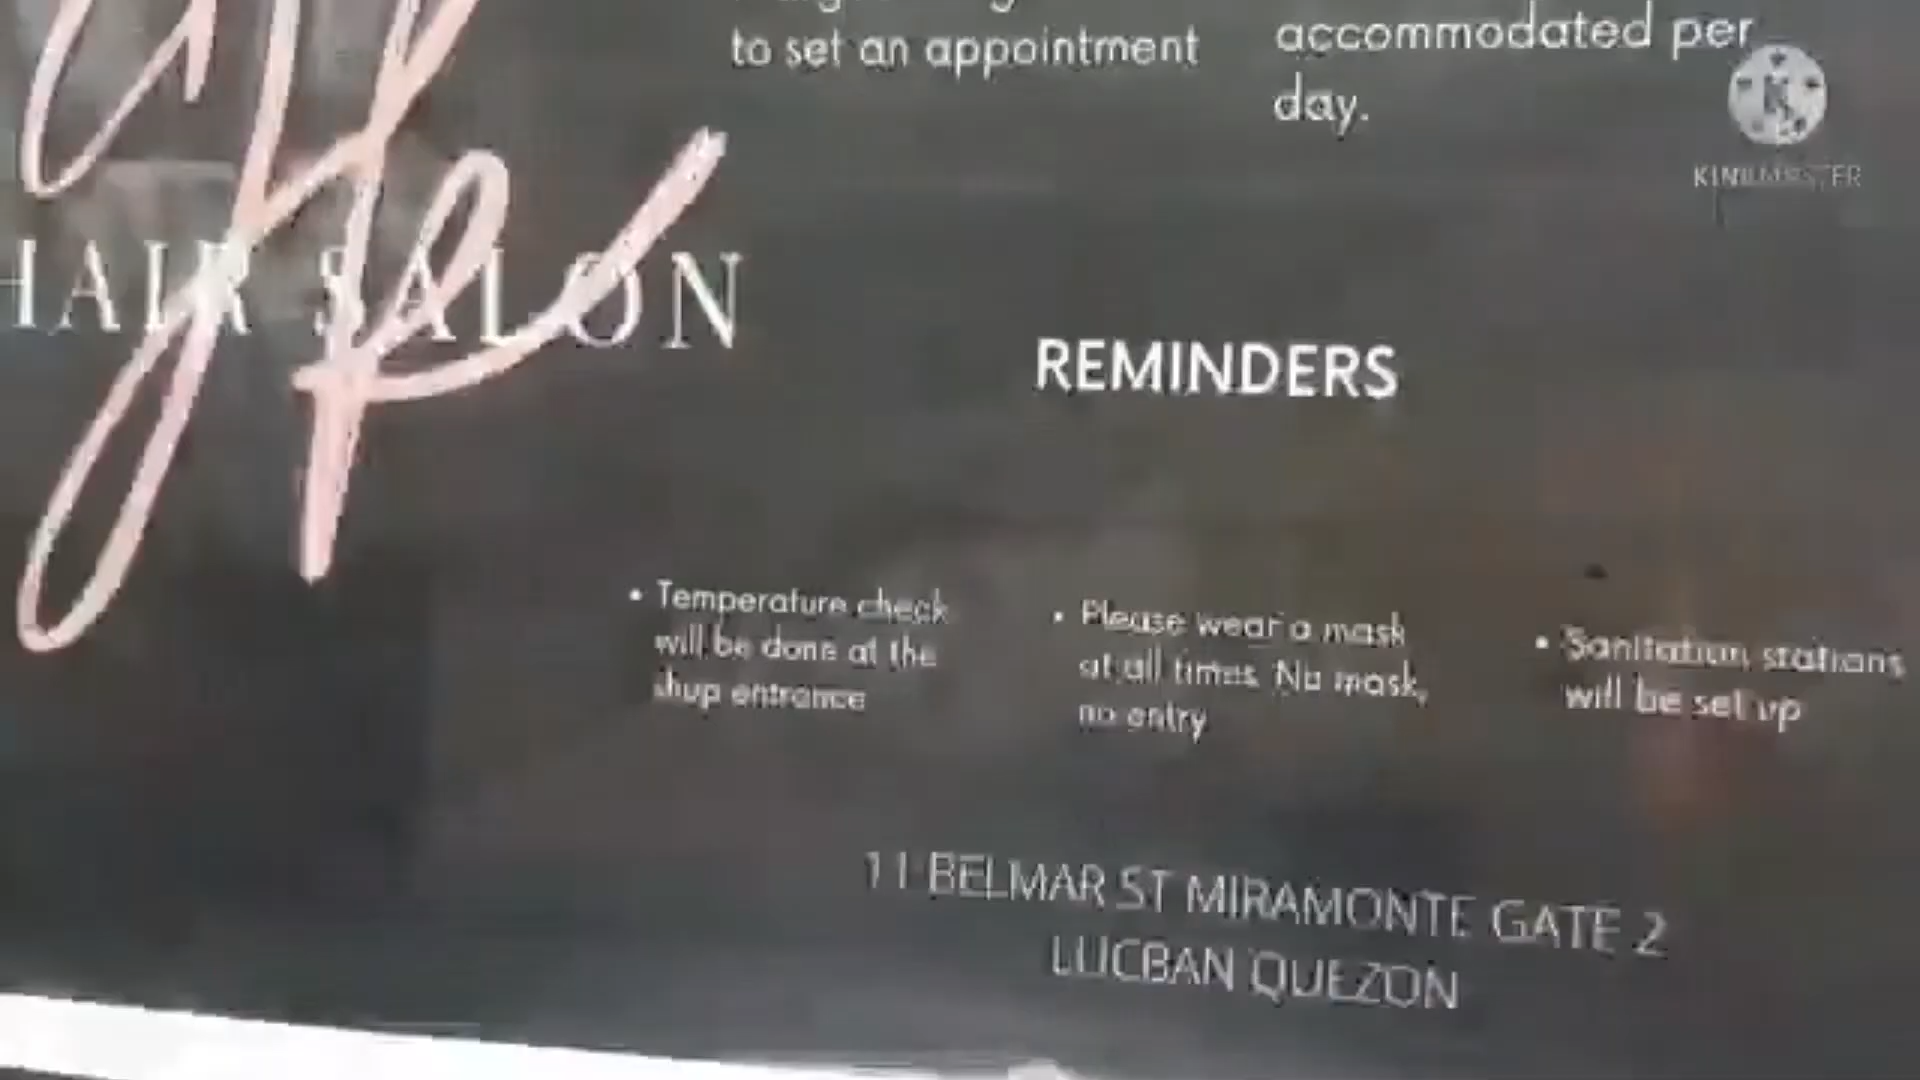 to set an appointment
accommodated per
day.
KINEMASTER
HAIR SALON
REMINDERS
• Temperature check
will be done at the
shop entrance
• Please wear a mask
at all times. No mask,
no entry
• Sanitation stations
will be set up
11 BELMAR ST MIRAMONTE GATE 2
LUCBAN QUEZON